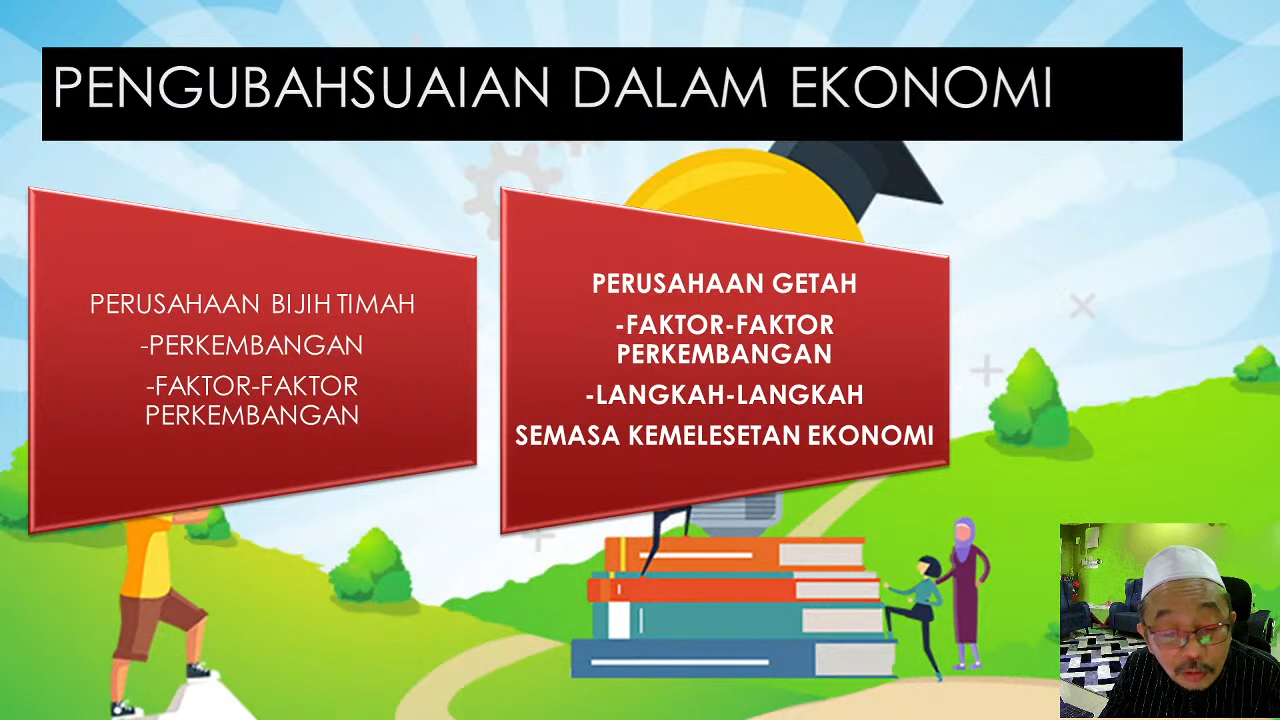 PENGUBAHSUAIAN DALAM EKONOMI
PERUSAHAAN BIJIH TIMAH
-PERKEMBANGAN
-FAKTOR-FAKTOR
PERKEMBANGAN
PERUSAHAAN GETAH
-FAKTOR-FAKTOR
PERKEMBANGAN
-LANGKAH-LANGKAH
SEMASA KEMELESETAN EKONOMI